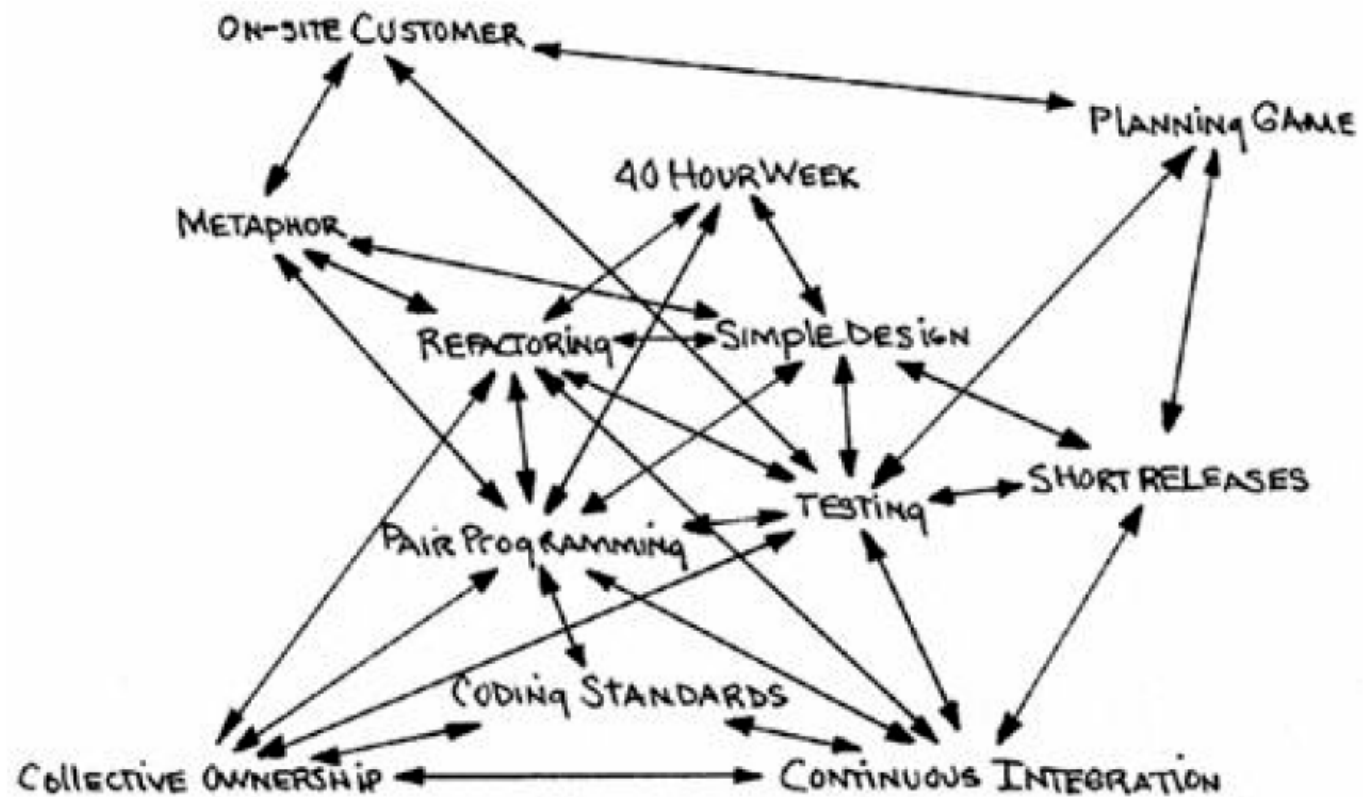 ON-SITE CUSTOMER
PLANNING GAME
40 HOUR WEEK
METAPHOR
REFACTORING
SIMPLE DESIGN
SHORT RELEASES
TESTING
PAIR PROGRAMMING
CODING STANDARDS
COLLECTIVE OWNERSHIP
CONTINUOUS INTEGRATION